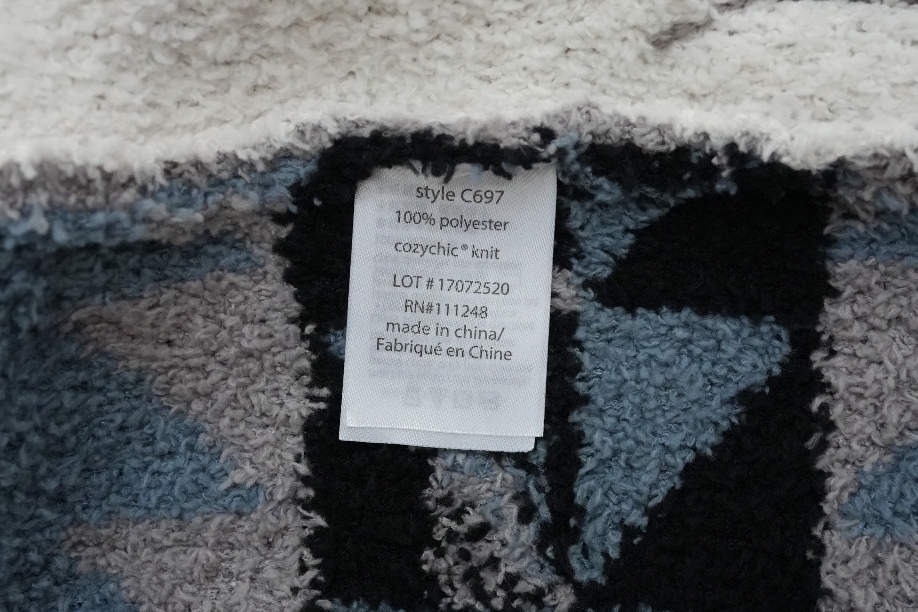 style C697
100% polyester
cozychic® knit
LOT # 17072520
RN#111248
made in china/
Fabriqué en Chine